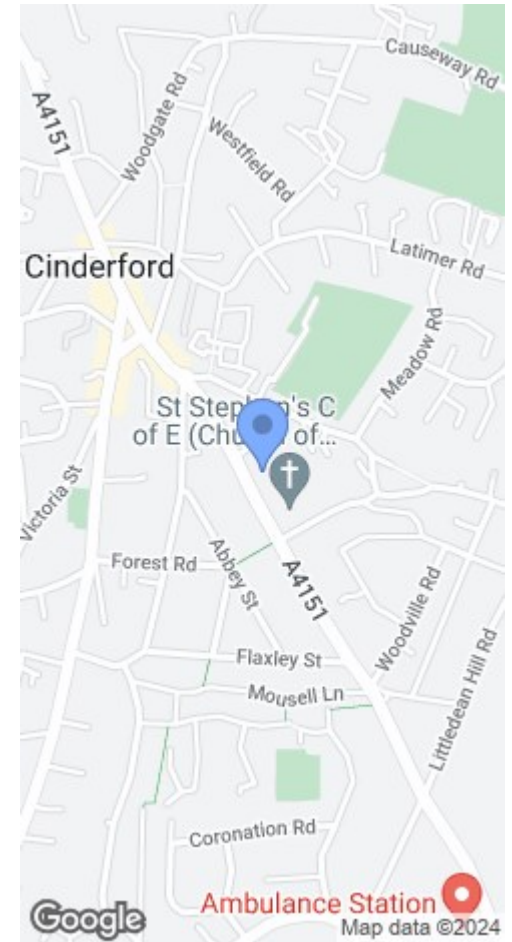 Causeway Rd
A4151
Woodgate Rd
Westfield Rd
Cinderford
Latimer Rd
Meadow Rd
St Stephen's C
of E (Church of...
Victoria St
Forest Rd
Abbey St
A4151
Woodville Rd
Flaxley St
Mousell Ln
Littledean Hill Rd
Coronation Rd
Ambulance Station
Google
Map data ©2024